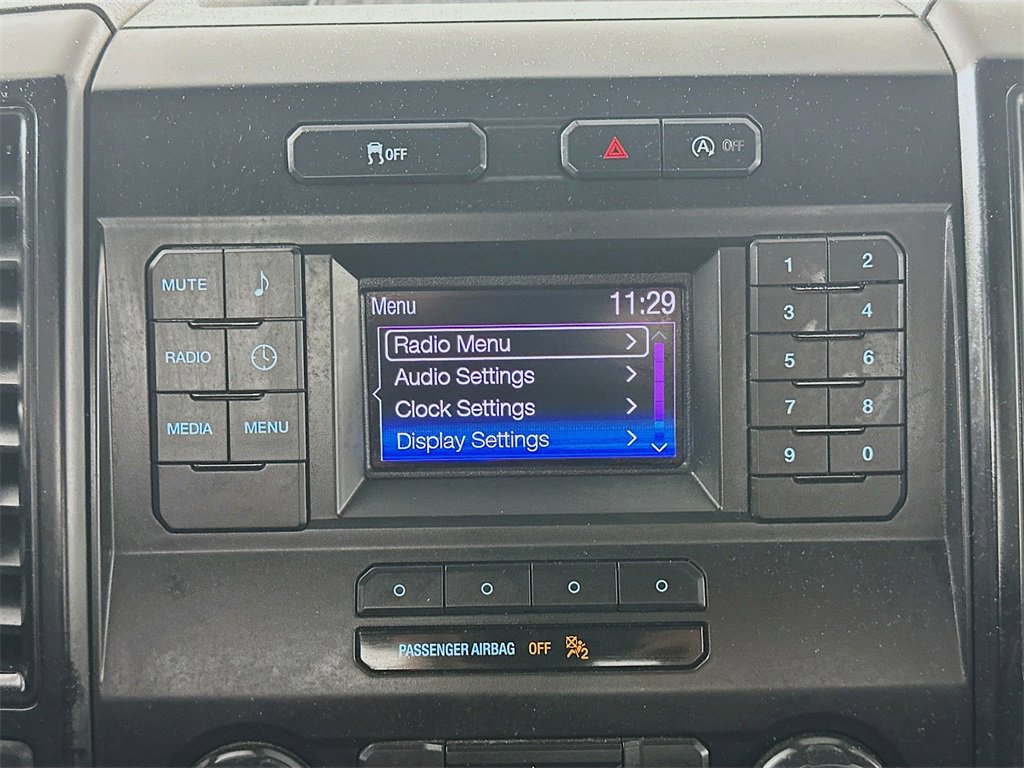 OFF
A OFF
MUTE
RADIO
MEDIA MENU
Menu 11:29
Radio Menu
Audio Settings
Clock Settings
Display Settings
1 2
3 4
5 6
7 8
9 0
PASSENGER AIRBAG OFF 2